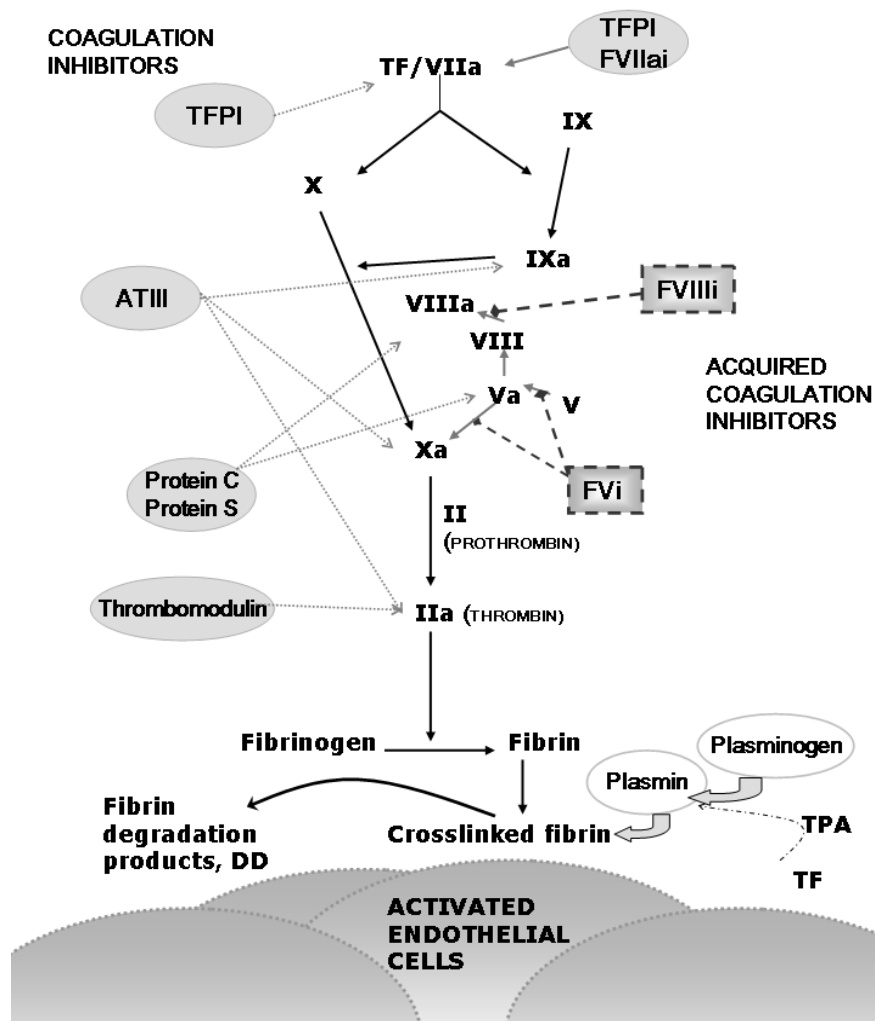 COAGULATION
INHIBITORS
TFPI
FVIIai
TF/VIIa
TFPI
IX
X
IXa
ATIII
VIIIa
FVIIIi
VIII
ACQUIRED
COAGULATION
INHIBITORS
Va
V
Xa
Protein C
Protein S
FVi
II
(PROTHROMBIN)
Thrombomodulin
IIa (THROMBIN)
Fibrinogen
Fibrin
Plasminogen
Plasmin
Fibrin
degradation
products, DD
Crosslinked fibrin
TPA
TF
ACTIVATED
ENDOTHELIAL
CELLS